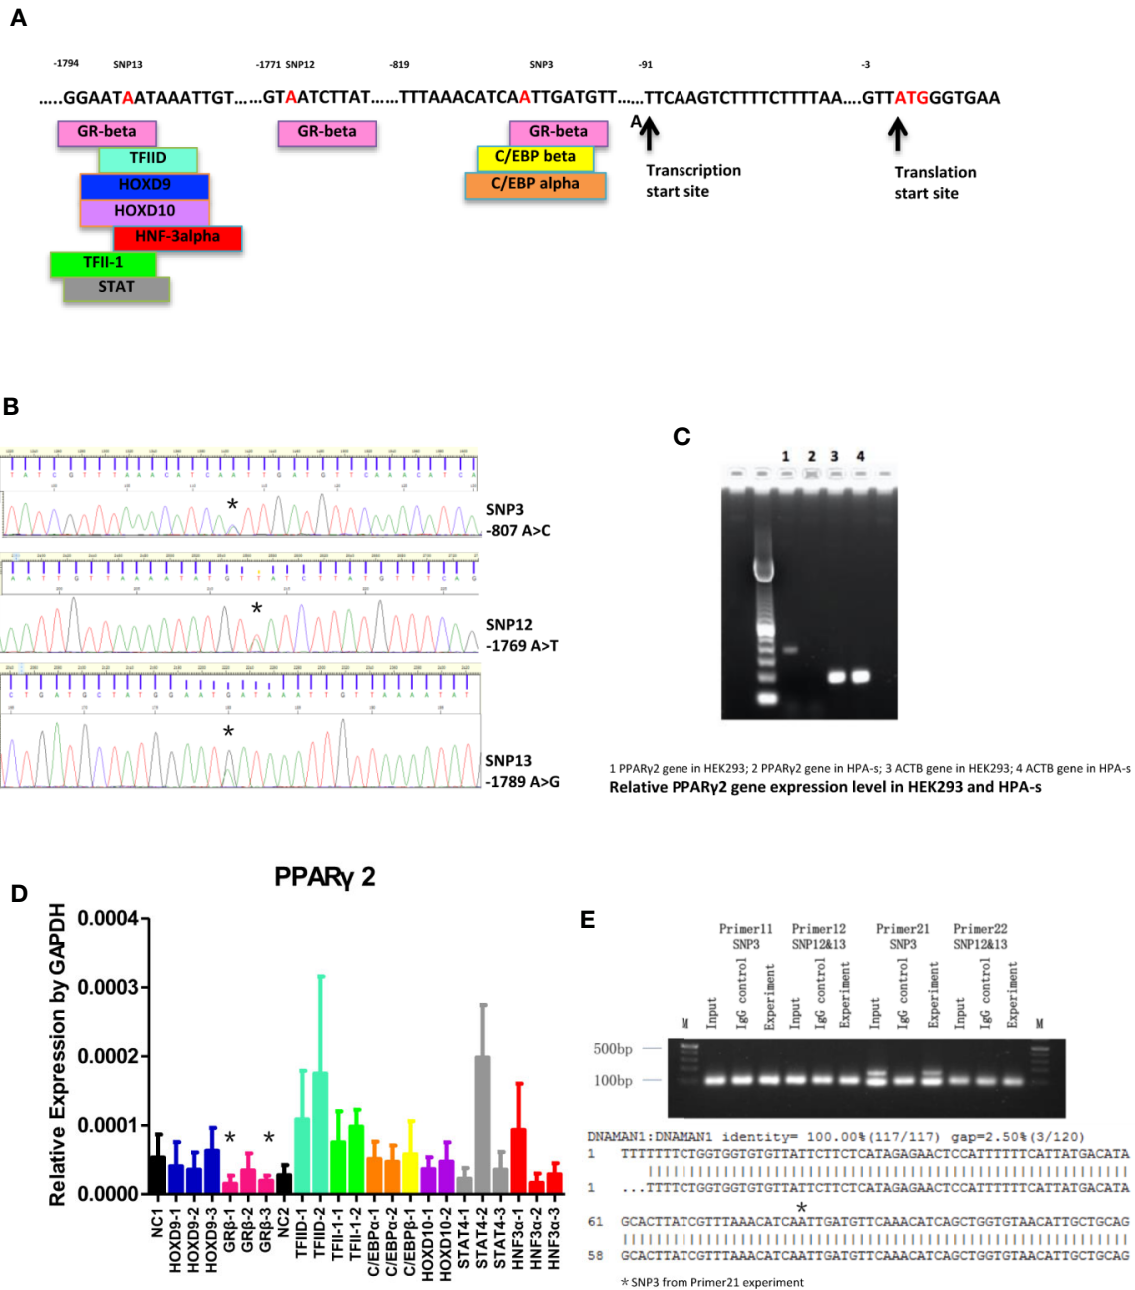 A
-1794 SNP13 -1771 SNP12 -819 SNP3 -91 -3
.....GGAATAATAAATTGT......GTAATCTTAT......TTTAAACATCAATTGATGTT......TTCAAGTCTTTTCTTTTAA....GTTATGGGTGAA
A
GR-beta GR-beta GR-beta
TFIID C/EBP beta
HOXD9 C/EBP alpha
HOXD10
HNF-3alpha
TFII-1
STAT
Transcription
start site
Translation
start site
B
TATCGTTTAAACATCAATTGATGTTCAAACATCA
*
SNP3
-807 A>C
AATTGTTAAAATATGTTATCTTATGTTTCAG
*
SNP12
-1769 A>T
CTGATGCTATGGAATGATAAATTGTTAAAATAT
*
SNP13
-1789 A>G
C
1 2 3 4
1 PPARγ2 gene in HEK293; 2 PPARγ2 gene in HPA-s; 3 ACTB gene in HEK293; 4 ACTB gene in HPA-s
Relative PPARγ2 gene expression level in HEK293 and HPA-s
D
PPARγ 2
Relative Expression by GAPDH
0.0004
0.0003
0.0002
0.0001
0.0000
* *
NC1 HOXD9-1 HOXD9-2 HOXD9-3 GRβ-1 GRβ-2 GRβ-3 NC2 TFIID-1 TFIID-2 TFII-1-1 TFII-1-2 C/EBPα-1 C/EBPα-2 C/EBPβ-1 HOXD10-1 HOXD10-2 STAT4-1 STAT4-2 STAT4-3 HNF3α-1 HNF3α-2 HNF3α-3
E
Primer11 Primer12 Primer21 Primer22
SNP3 SNP12&13 SNP3 SNP12&13
M Input IgG control Experiment Input IgG control Experiment Input IgG control Experiment Input IgG control Experiment M
500bp
100bp
DNAMAN1:DNAMAN1 identity= 100.00%(117/117) gap=2.50%(3/120)
1 TTTTTTTCTGGTGGTGTGTTATTCTTCTCATAGAGAACTCCATTTTTTCATTATGACATA
1 ...TTTTCTGGTGGTGTGTTATTCTTCTCATAGAGAACTCCATTTTTTCATTATGACATA
*
61 GCACTTATCGTTTAAACATCAATTGATGTTCAAACATCAGCTGGTGTAACATTGCTGCAG
58 GCACTTATCGTTTAAACATCAATTGATGTTCAAACATCAGCTGGTGTAACATTGCTGCAG
* SNP3 from Primer21 experiment